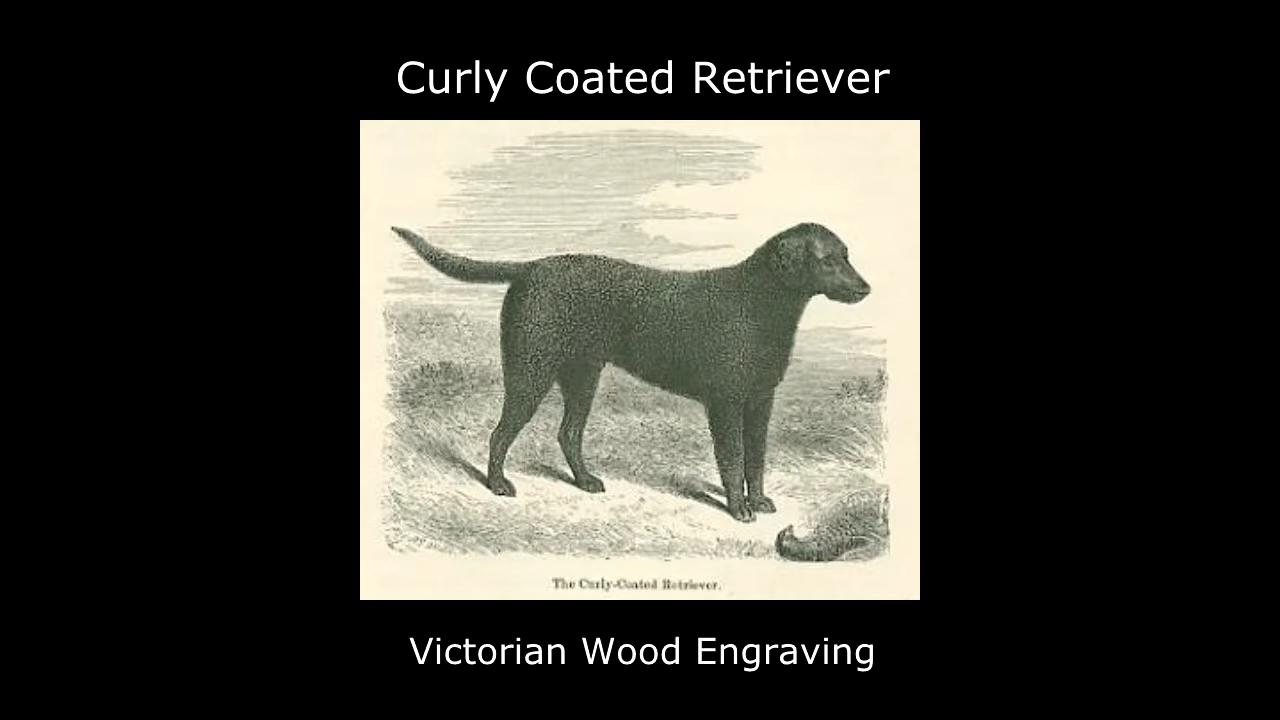 Curly Coated Retriever
The Curly-Coated Retriever.
Victorian Wood Engraving